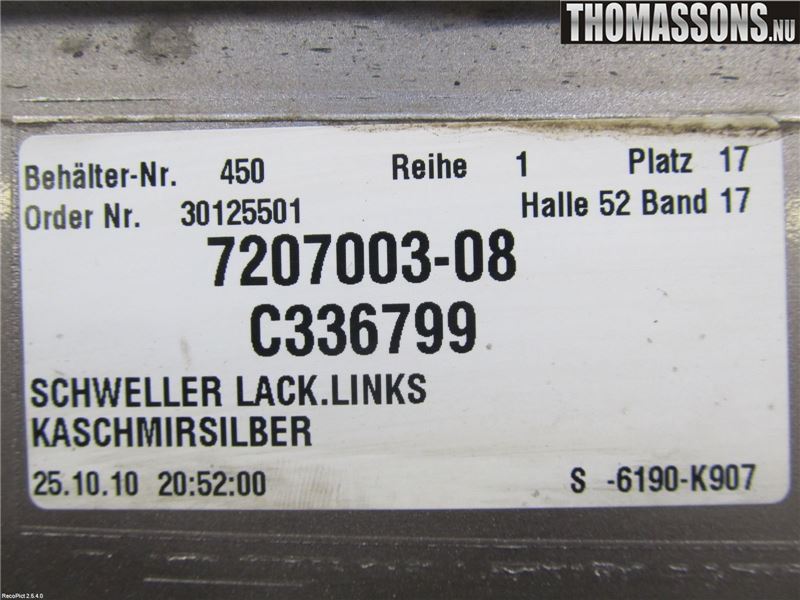 THOMASSONS.NU
Behälter-Nr. 450 Reihe 1 Platz 17
Order Nr. 30125501 Halle 52 Band 17
7207003-08
C336799
SCHWELLER LACK.LINKS
KASCHMIRSILBER
25.10.10 20:52:00 S -6190-K907
RecoPict 2.5.4.0